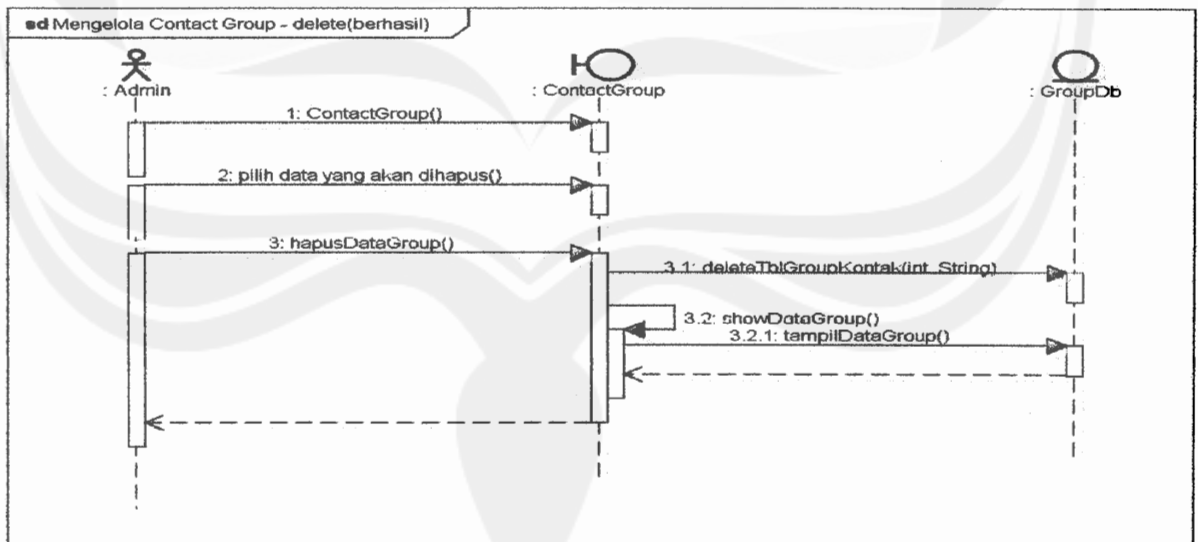 sd Mengelola Contact Group - delete(berhasil)
: Admin
: ContactGroup
: GroupDb
1: ContactGroup()
2: pilih data yang akan dihapus()
3: hapusDataGroup()
3.1: deleteTblGroupKontak(int, String)
3.2: showDataGroup()
3.2.1: tampilDataGroup()